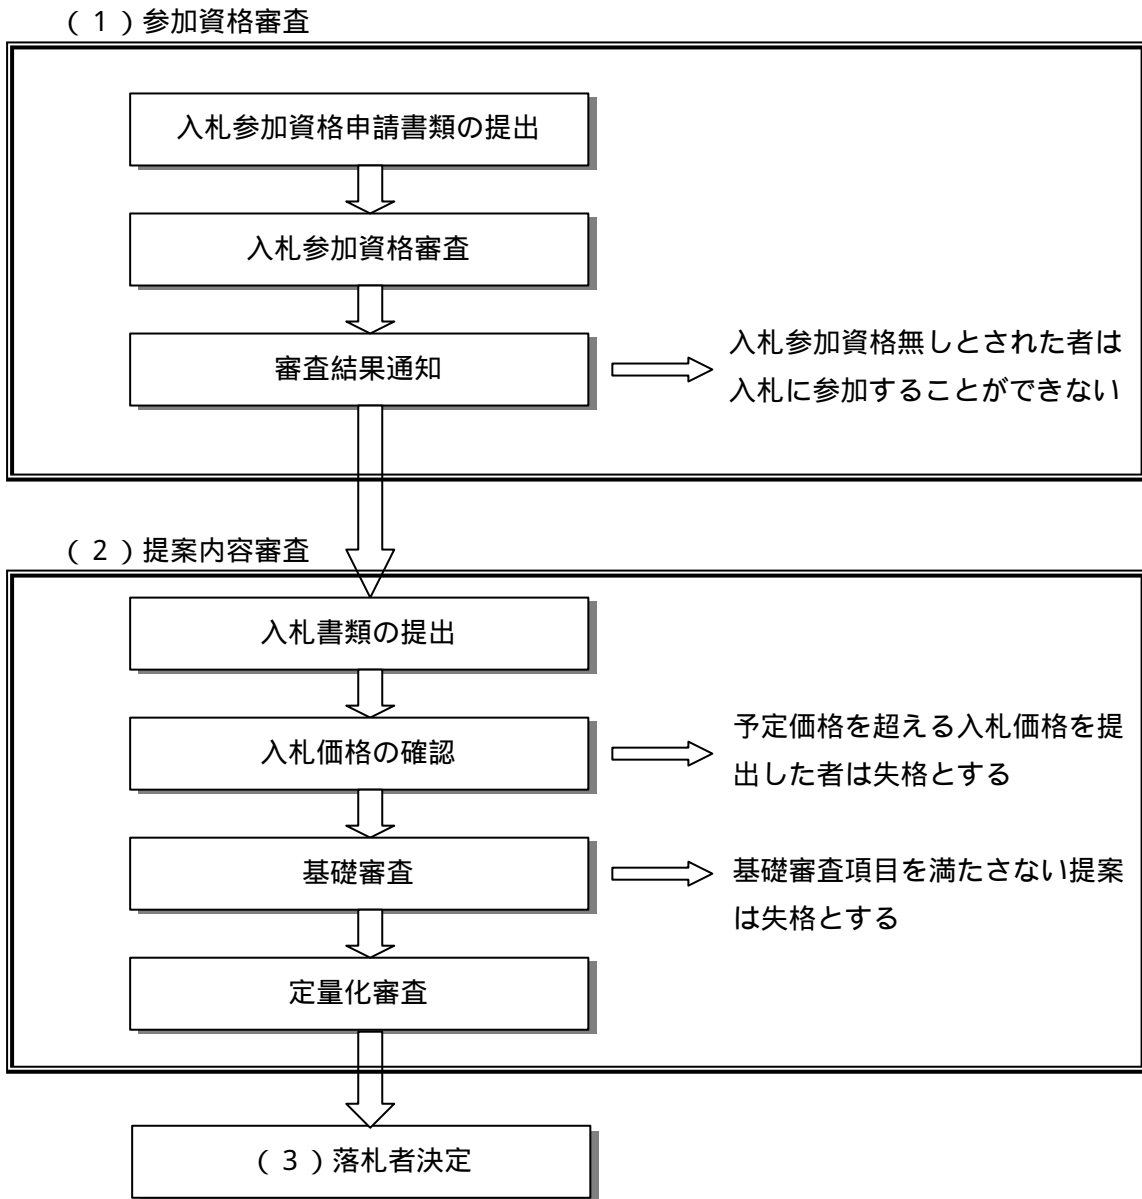 (１)参加資格審査
入札参加資格申請書類の提出
入札参加資格審査
審査結果通知
入札参加資格無しとされた者は
入札に参加することができない
(２)提案内容審査
入札書類の提出
入札価格の確認
予定価格を超える入札価格を提
出した者は失格とする
基礎審査
基礎審査項目を満たさない提案
は失格とする
定量化審査
(３)落札者決定